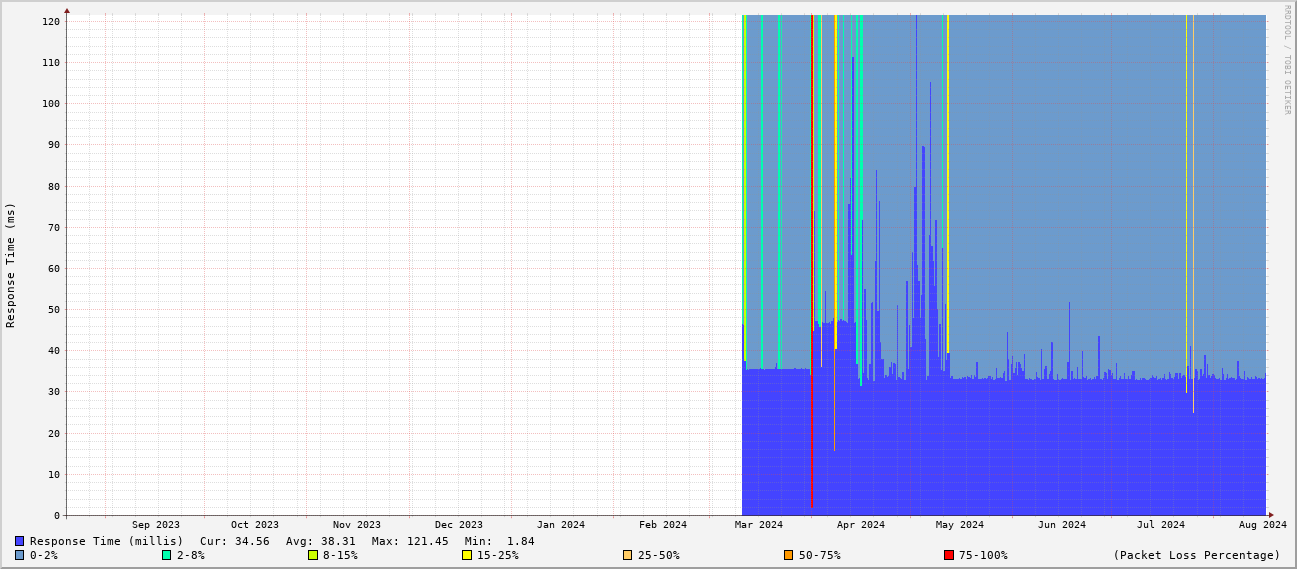 RRDTOOL / TOBI OETIKER
Response Time (ms)
120
110
100
90
80
70
60
50
40
30
20
10
0
Sep 2023 Oct 2023 Nov 2023 Dec 2023 Jan 2024 Feb 2024 Mar 2024 Apr 2024 May 2024 Jun 2024 Jul 2024 Aug 2024
Response Time (millis) Cur: 34.56 Avg: 38.31 Max: 121.45 Min: 1.84
0-2% 2-8% 8-15% 15-25% 25-50% 50-75% 75-100% (Packet Loss Percentage)